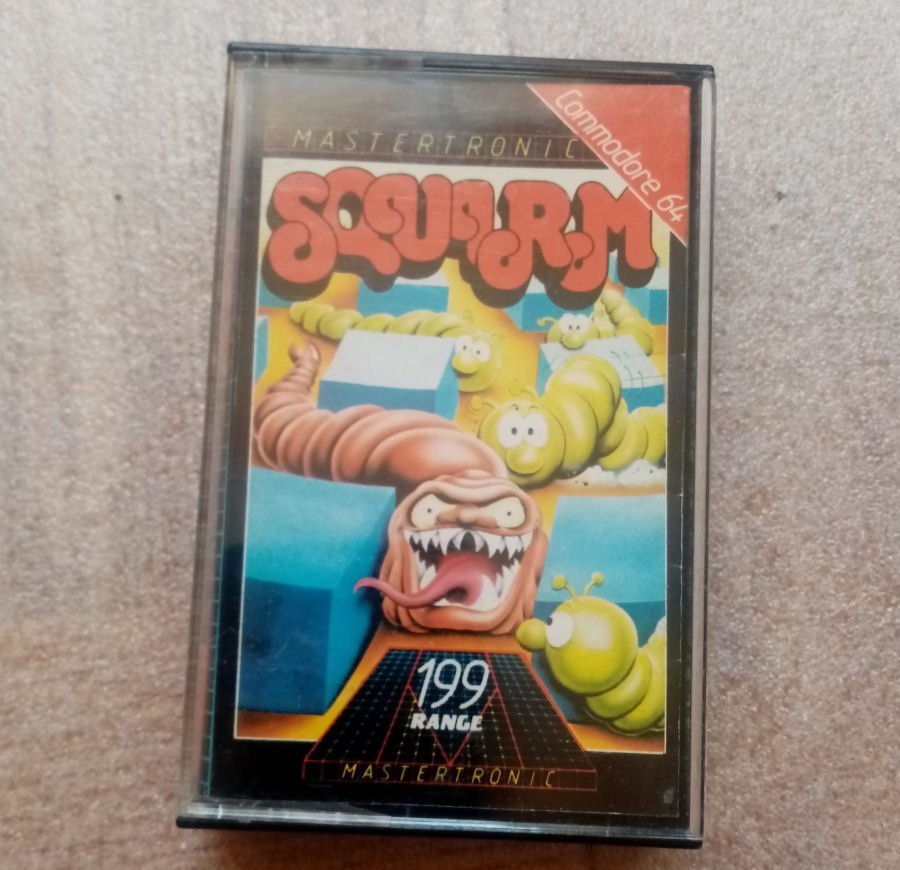 Commodore 64
MASTERTRONIC
SQUIRM
199
RANGE
MASTERTRONIC